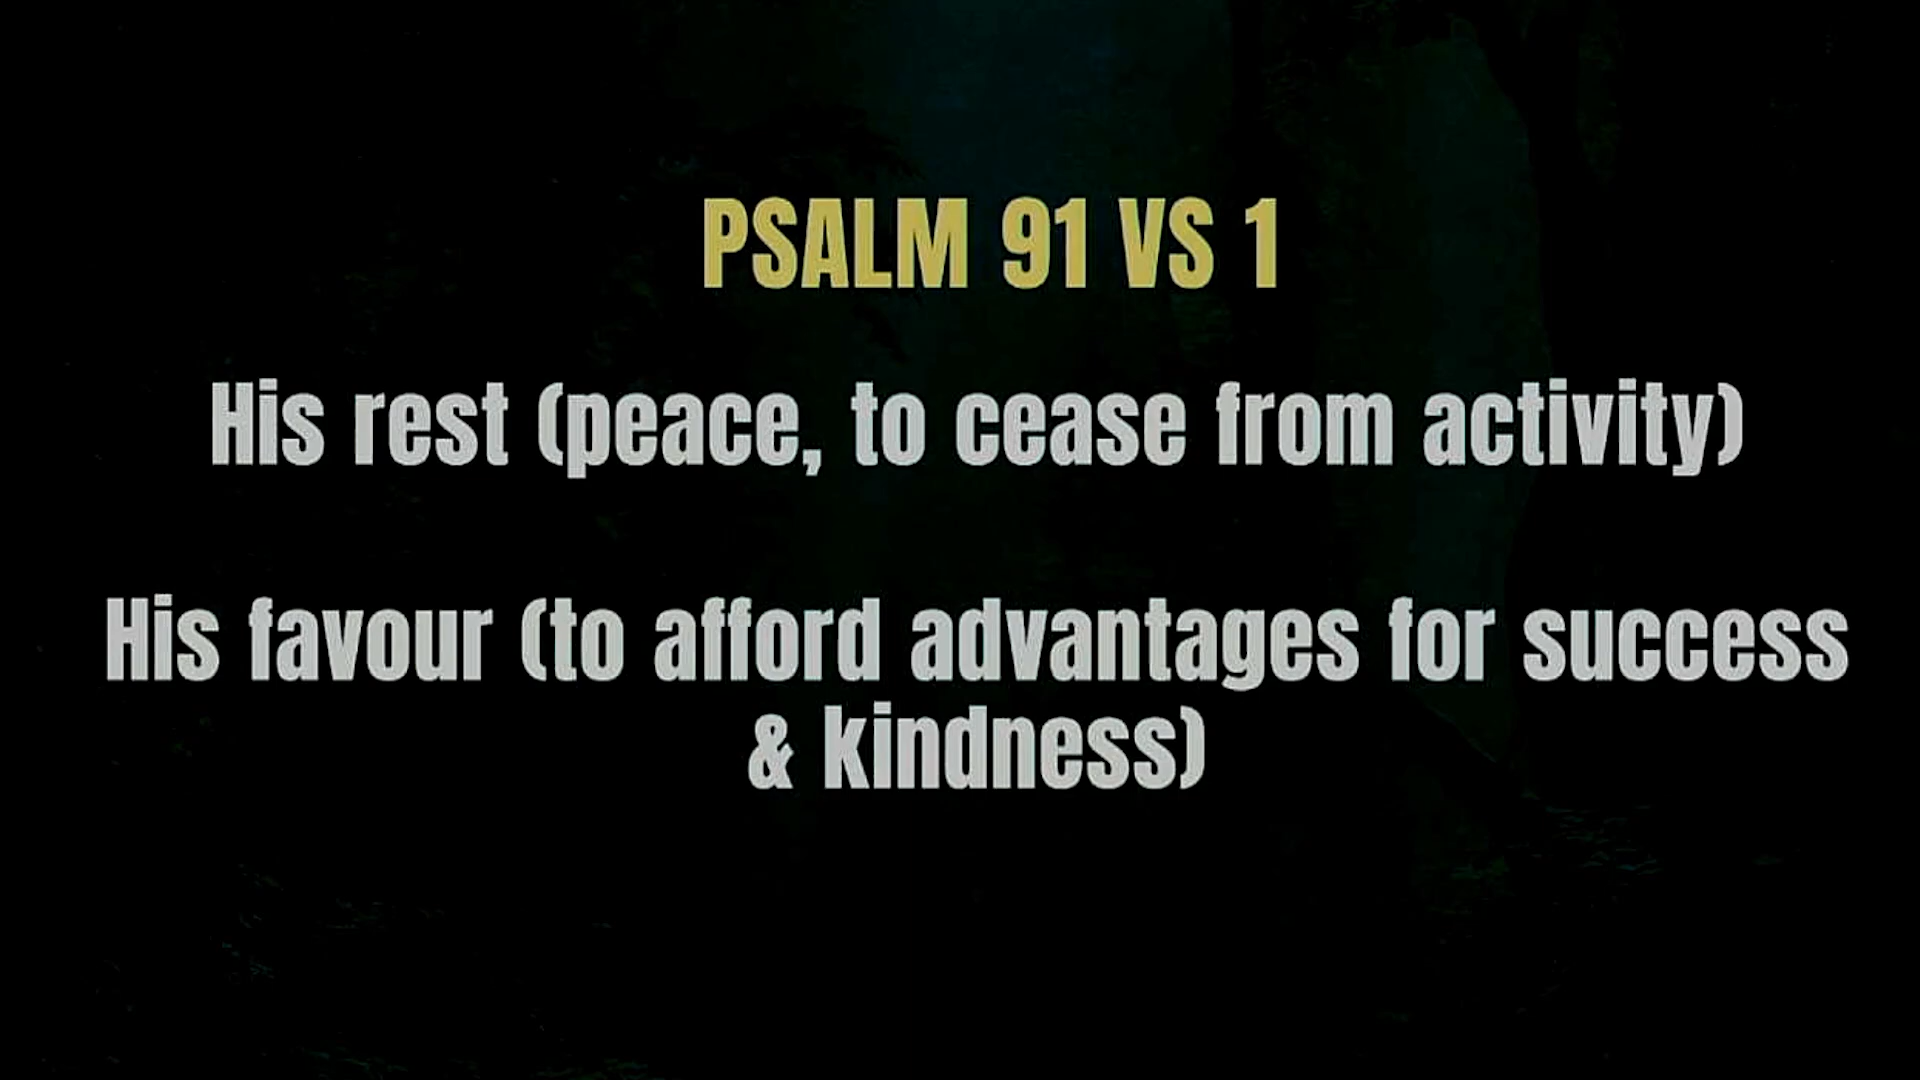 PSALM 91 VS 1
His rest (peace, to cease from activity)
His favour (to afford advantages for success
& kindness)